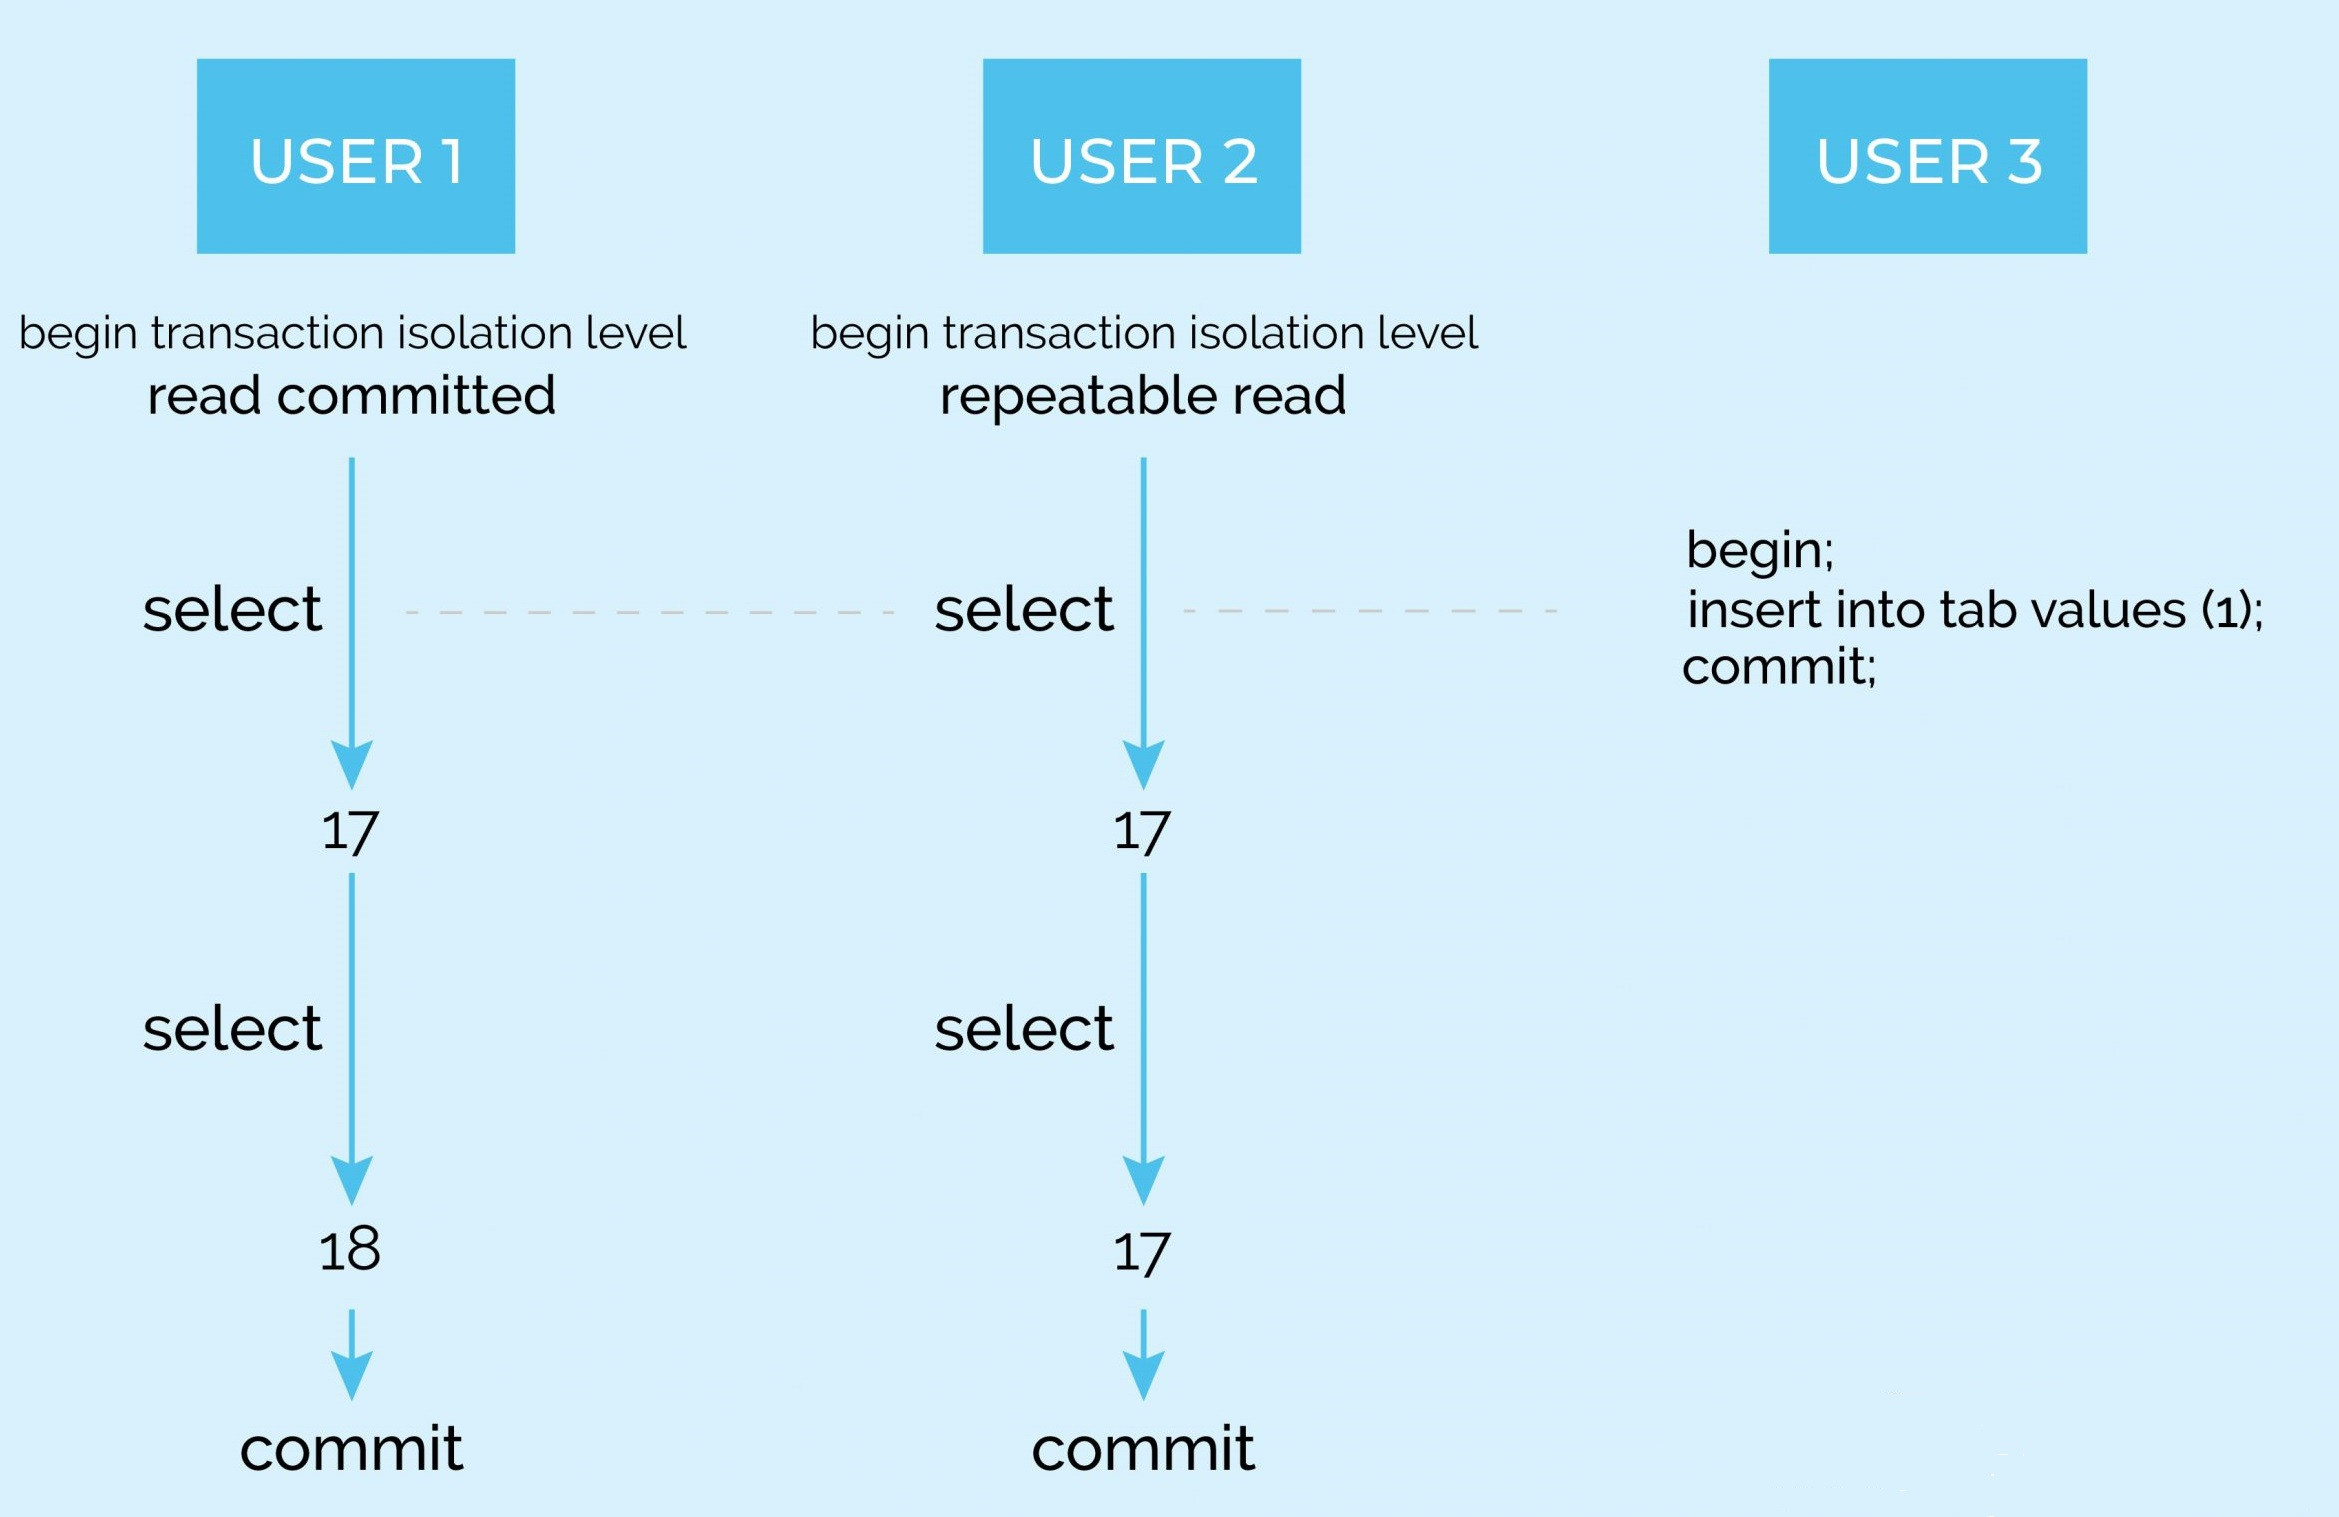 USER 1
begin transaction isolation level
read committed
select
17
select
18
commit
USER 2
begin transaction isolation level
repeatable read
select
17
select
17
commit
USER 3
begin;
insert into tab values (1);
commit;